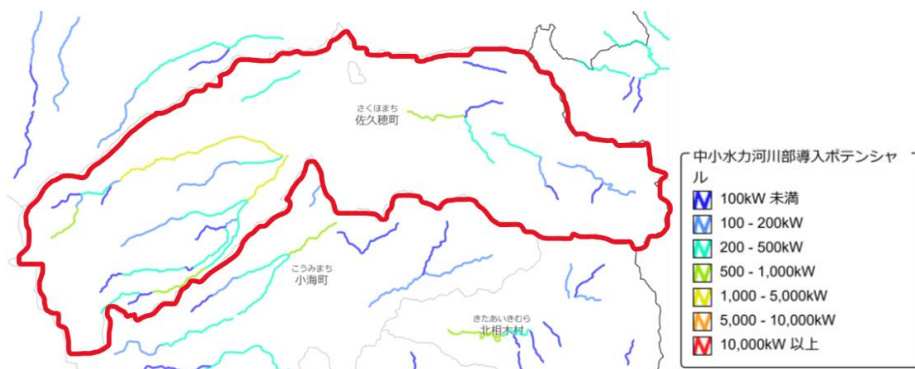 さくほまち
佐久穂町
こうみまち
小海町
きたあいきむら
北相木村
中小水力河川部導入ポテンシャ
ル
100kW 未満
100 - 200kW
200 - 500kW
500 - 1,000kW
1,000 - 5,000kW
5,000 - 10,000kW
10,000kW 以上